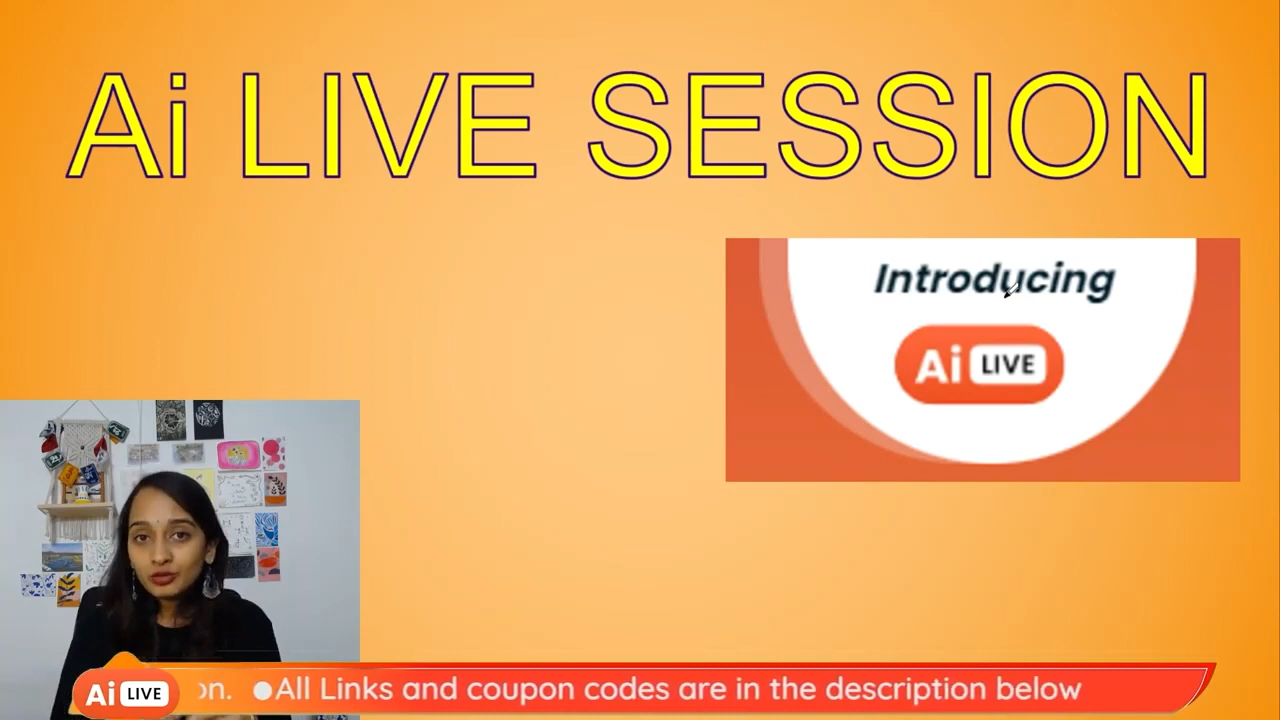 Ai LIVE SESSION
Introducing
Ai LIVE
Ai LIVE on. ●All Links and coupon codes are in the description below